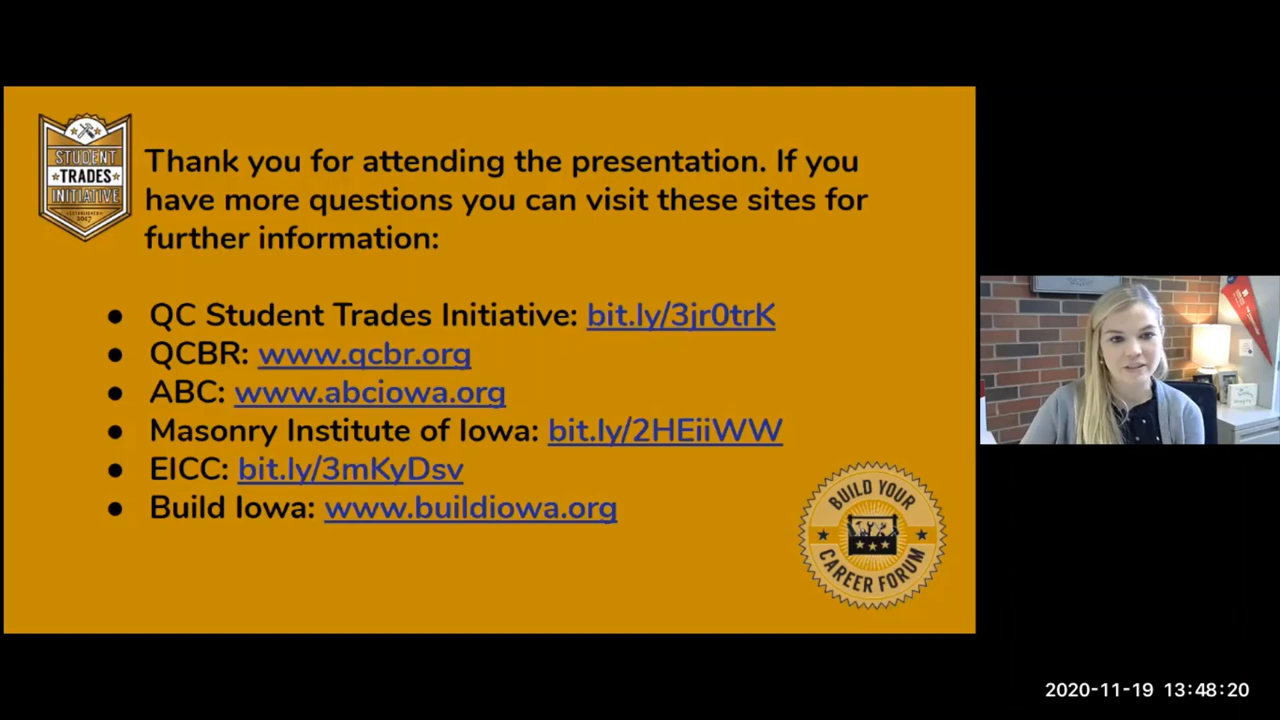 STUDENT
TRADES
INITIATIVE
ESTABLISHED
2017
Thank you for attending the presentation. If you
have more questions you can visit these sites for
further information:
● QC Student Trades Initiative: bit.ly/3jr0trK
● QCBR: www.qcbr.org
● ABC: www.abciowa.org
● Masonry Institute of Iowa: bit.ly/2HEiiWW
● EICC: bit.ly/3mKyDsv
● Build Iowa: www.buildiowa.org
BUILD YOUR
CAREER FORUM
2020-11-19 13:48:20